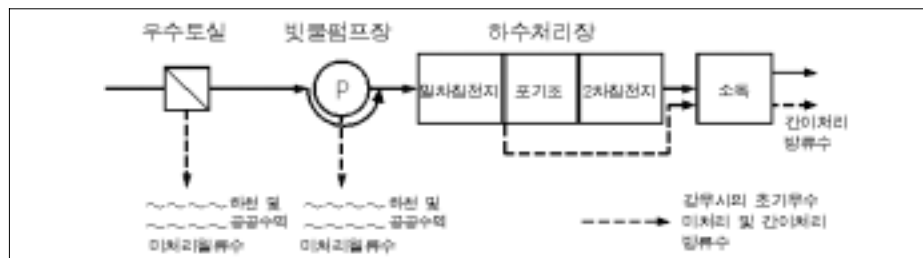 우수토실
빗물펌프장
하수처리장
P
일차침전지
포기조
2차침전지
소독
간이처리
방류수
하천 및
공공수역
미처리월류수
하천 및
공공수역
미처리월류수
강우시의 초기우수
미처리 및 간이처리
방류수